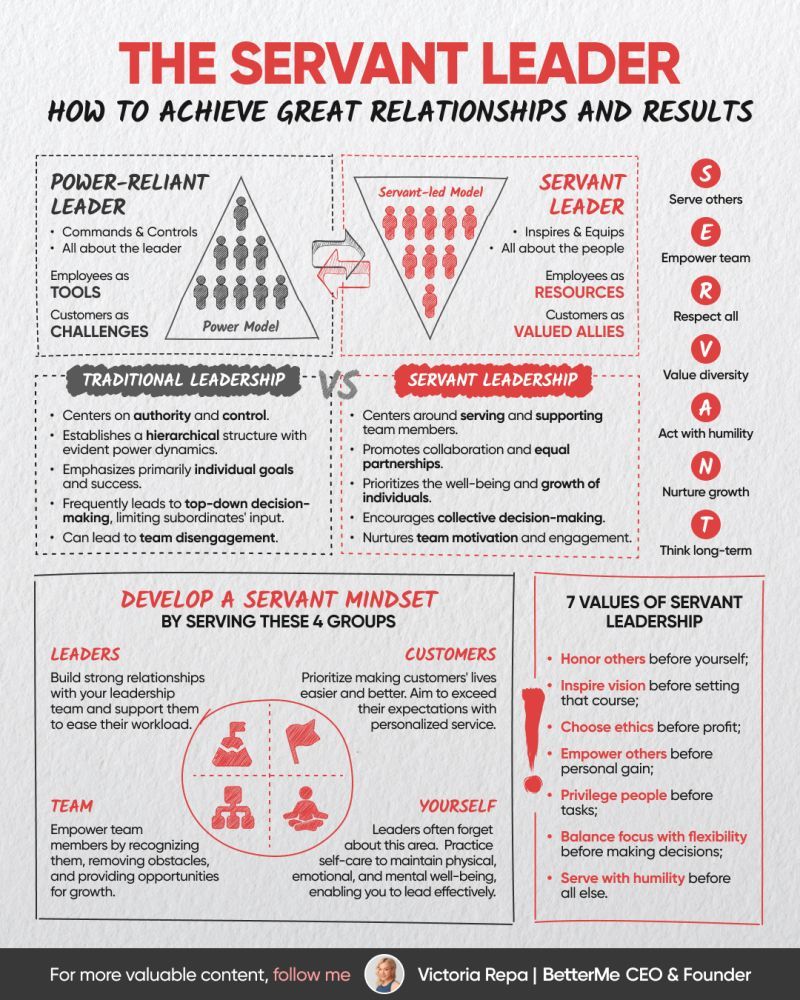 THE SERVANT LEADER
HOW TO ACHIEVE GREAT RELATIONSHIPS AND RESULTS
POWER-RELIANT
LEADER
• Commands & Controls
• All about the leader
Employees as
TOOLS
Customers as
CHALLENGES
Power Model
Servant-led Model
SERVANT
LEADER
• Inspires & Equips
• All about the people
Employees as
RESOURCES
Customers as
VALUED ALLIES
S
Serve others
E
Empower team
R
Respect all
V
Value diversity
A
Act with humility
N
Nurture growth
T
Think long-term
TRADITIONAL LEADERSHIP
• Centers on authority and control.
• Establishes a hierarchical structure with
evident power dynamics.
• Emphasizes primarily individual goals
and success.
• Frequently leads to top-down decision-
making, limiting subordinates' input.
• Can lead to team disengagement.
VS
SERVANT LEADERSHIP
• Centers around serving and supporting
team members.
• Promotes collaboration and equal
partnerships.
• Prioritizes the well-being and growth of
individuals.
• Encourages collective decision-making.
• Nurtures team motivation and engagement.
DEVELOP A SERVANT MINDSET
BY SERVING THESE 4 GROUPS
LEADERS
Build strong relationships
with your leadership
team and support them
to ease their workload.
CUSTOMERS
Prioritize making customers' lives
easier and better. Aim to exceed
their expectations with
personalized service.
TEAM
Empower team
members by recognizing
them, removing obstacles,
and providing opportunities
for growth.
YOURSELF
Leaders often forget
about this area. Practice
self-care to maintain physical,
emotional, and mental well-being,
enabling you to lead effectively.
!
7 VALUES OF SERVANT
LEADERSHIP
• Honor others before yourself;
• Inspire vision before setting
that course;
• Choose ethics before profit;
• Empower others before
personal gain;
• Privilege people before
tasks;
• Balance focus with flexibility
before making decisions;
• Serve with humility before
all else.
For more valuable content, follow me
Victoria Repa | BetterMe CEO & Founder